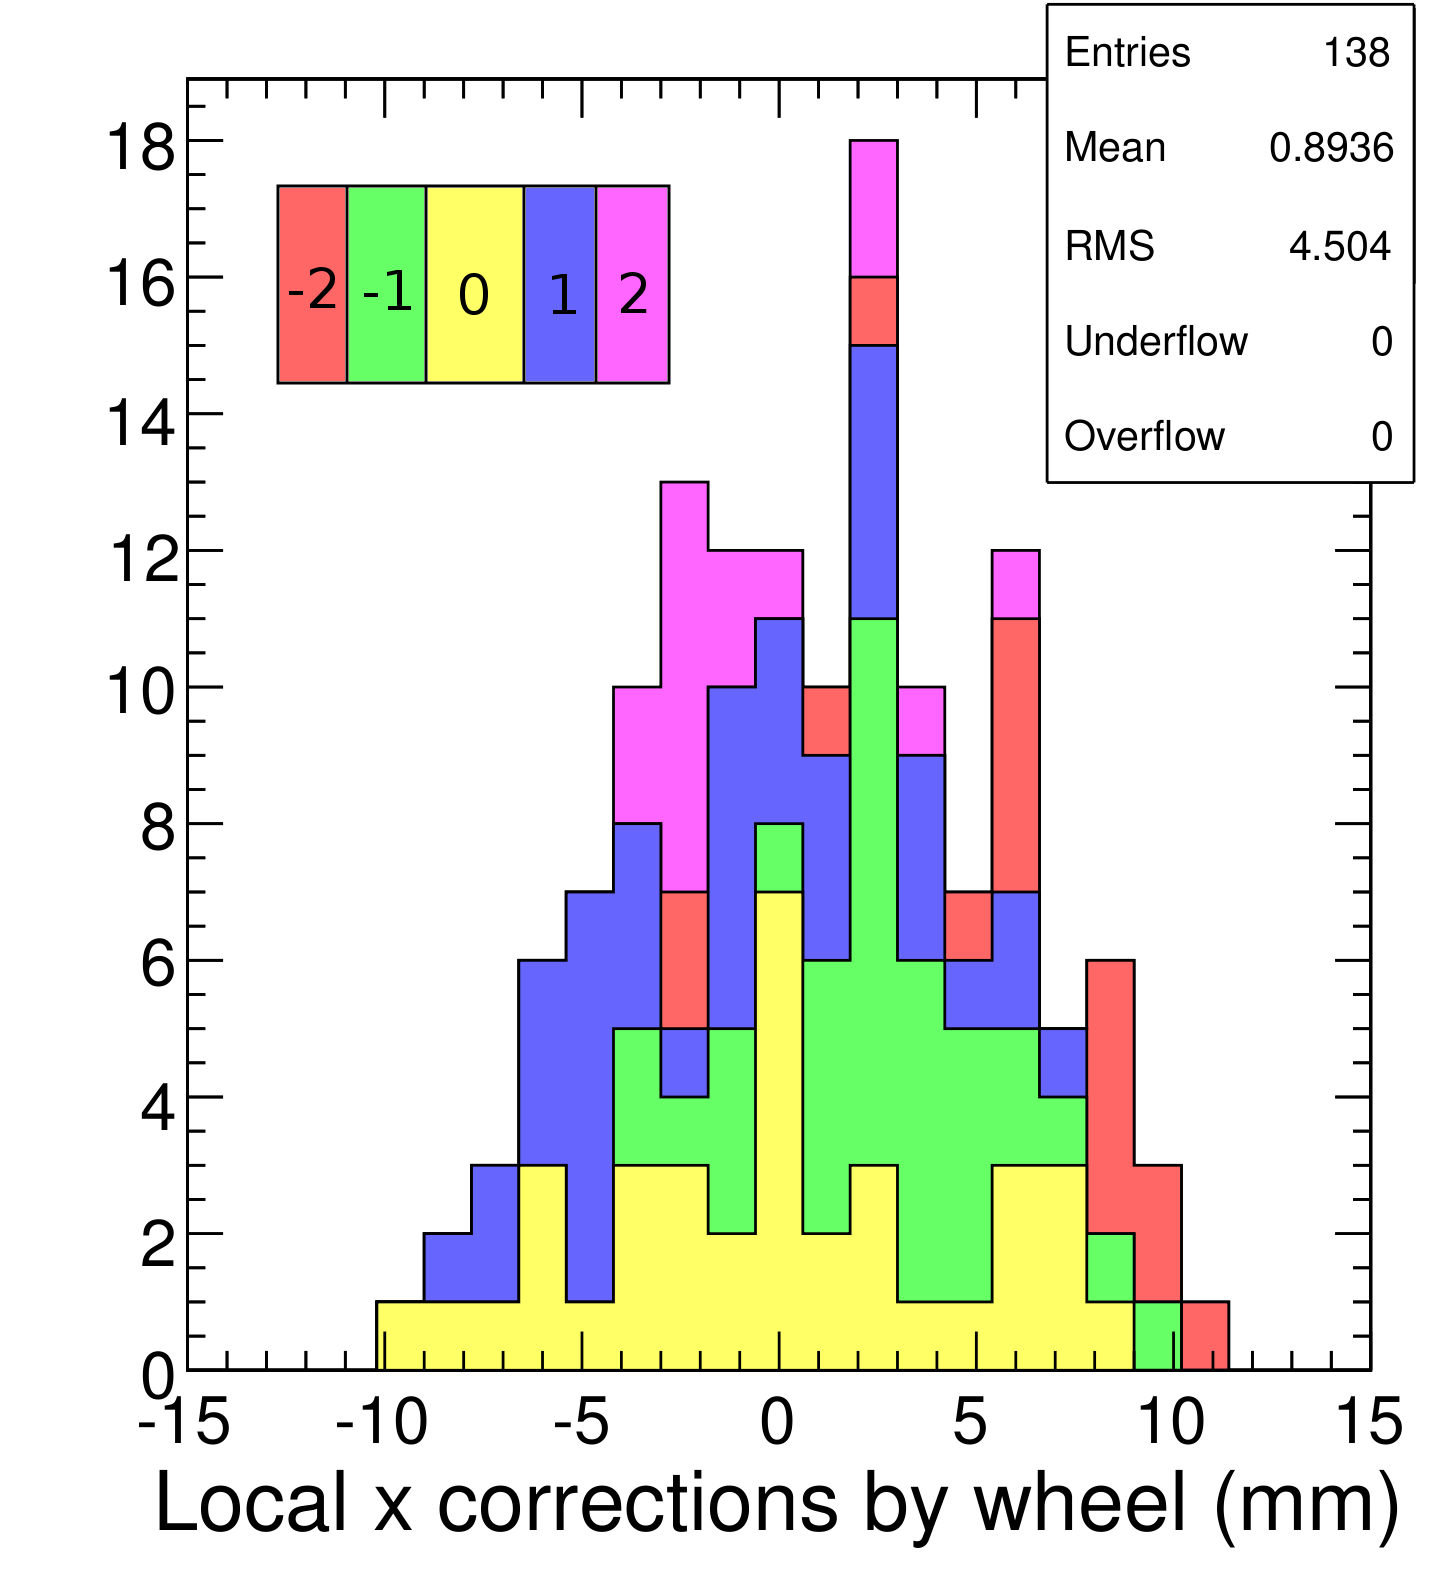 Entries 138
Mean 0.8936
RMS 4.504
Underflow 0
Overflow 0
-2 -1 0 1 2
18
16
14
12
10
8
6
4
2
0
-15 -10 -5 0 5 10 15
Local x corrections by wheel (mm)